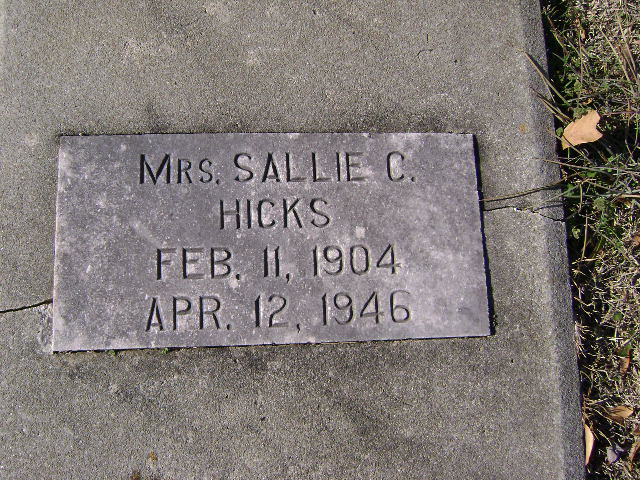 MRS. SALLIE C.
HICKS
FEB. 11, 1904
APR. 12, 1946